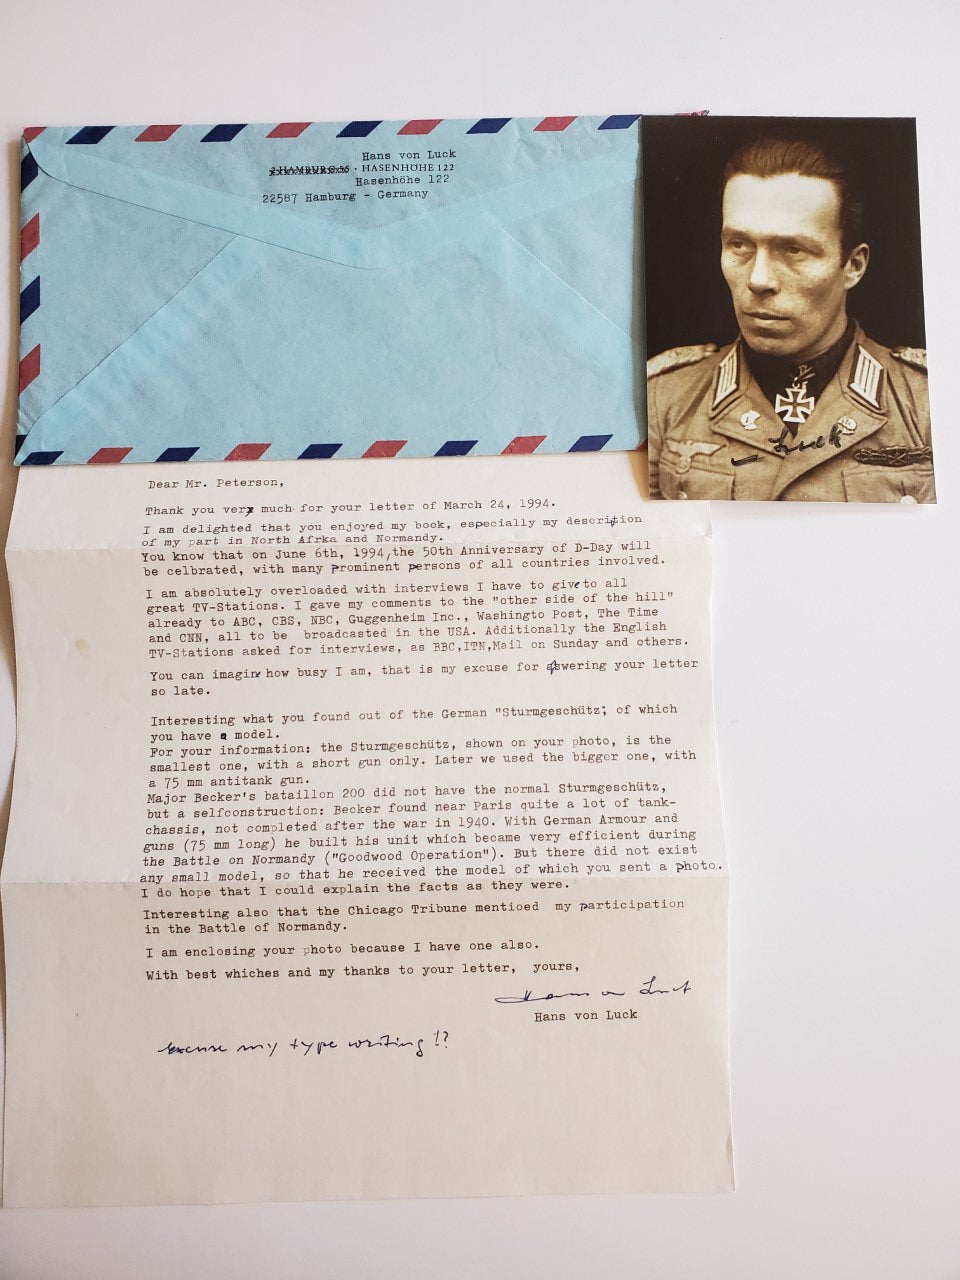 Hans von Luck
2 HAMBURG 55 · HASENHÖHE 122
Hasenhöhe 122
22587 Hamburg - Germany
Luck
Dear Mr. Peterson,
Thank you very much for your letter of March 24, 1994.
I am delighted that you enjoyed my book, especially my description
of my part in North Afrka and Normandy.
You know that on June 6th, 1994, the 50th Anniversary of D-Day will
be celbrated, with many prominent persons of all countries involved.
I am absolutely overloaded with interviews I have to give to all
great TV-Stations. I gave my comments to the "other side of the hill"
already to ABC, CBS, NBC, Guggenheim Inc., Washingto Post, The Time
and CNN, all to be broadcasted in the USA. Additionally the English
TV-Stations asked for interviews, as BBC,ITN,Mail on Sunday and others.
You can imagine how busy I am, that is my excuse for aswering your letter
so late.
Interesting what you found out of the German "Sturmgeschütz", of which
you have a model.
For your information: the Sturmgeschütz, shown on your photo, is the
smallest one, with a short gun only. Later we used the bigger one, with
a 75 mm antitank gun.
Major Becker's bataillon 200 did not have the normal Sturmgeschütz,
but a selfconstruction: Becker found near Paris quite a lot of tank-
chassis, not completed after the war in 1940. With German Armour and
guns (75 mm long) he built his unit which became very efficient during
the Battle on Normandy ("Goodwood Operation"). But there did not exist
any small model, so that he received the model of which you sent a photo.
I do hope that I could explain the facts as they were.
Interesting also that the Chicago Tribune mentioed my participation
in the Battle of Normandy.
I am enclosing your photo because I have one also.
With best whiches and my thanks to your letter, yours,
Hans von Luck
Hans von Luck
excuse my type writing !?